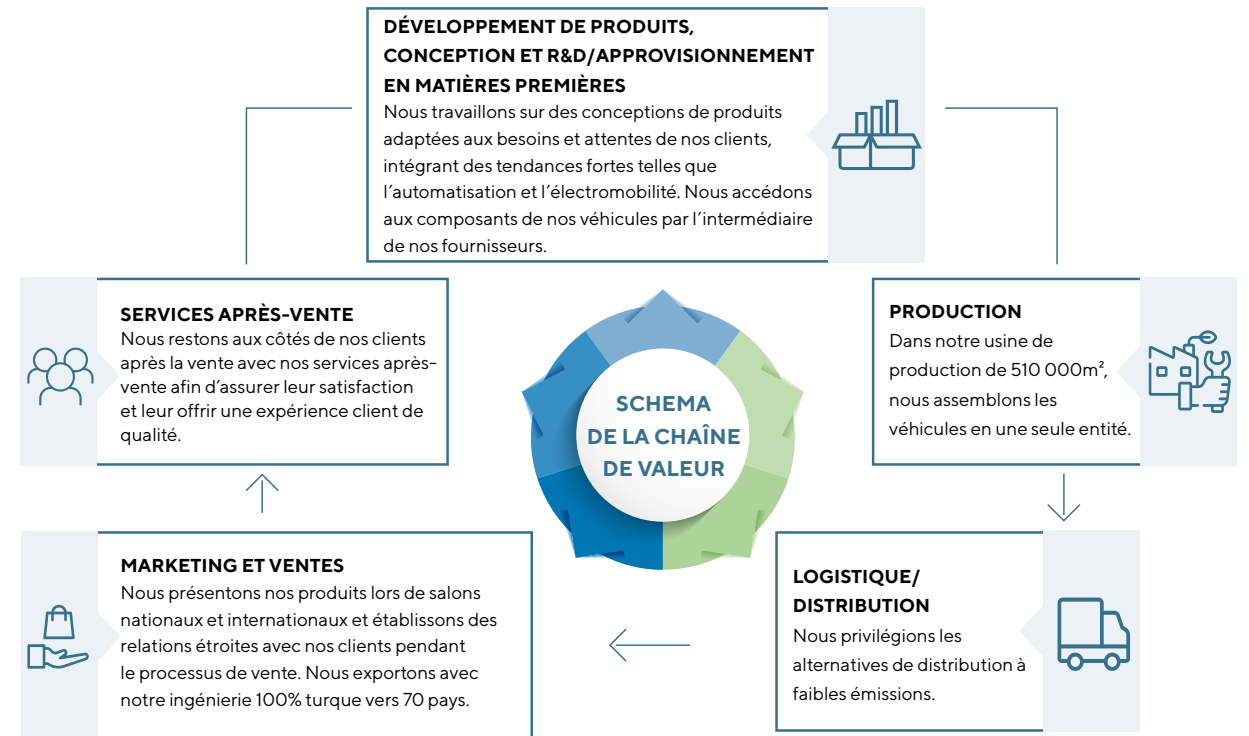 DÉVELOPPEMENT DE PRODUITS,
CONCEPTION ET R&D/APPROVISIONNEMENT
EN MATIÈRES PREMIÈRES
Nous travaillons sur des conceptions de produits
adaptées aux besoins et attentes de nos clients,
intégrant des tendances fortes telles que
l'automatisation et l'électromobilité. Nous accédons
aux composants de nos véhicules par l'intermédiaire
de nos fournisseurs.
SERVICES APRÈS-VENTE
Nous restons aux côtés de nos clients
après la vente avec nos services après-
vente afin d'assurer leur satisfaction
et leur offrir une expérience client de
qualité.
SCHEMA
DE LA CHAÎNE
DE VALEUR
PRODUCTION
Dans notre usine de
production de 510 000m²,
nous assemblons les
véhicules en une seule entité.
MARKETING ET VENTES
Nous présentons nos produits lors de salons
nationaux et internationaux et établissons des
relations étroites avec nos clients pendant
le processus de vente. Nous exportons avec
notre ingénierie 100% turque vers 70 pays.
LOGISTIQUE/
DISTRIBUTION
Nous privilégions les
alternatives de distribution à
faibles émissions.